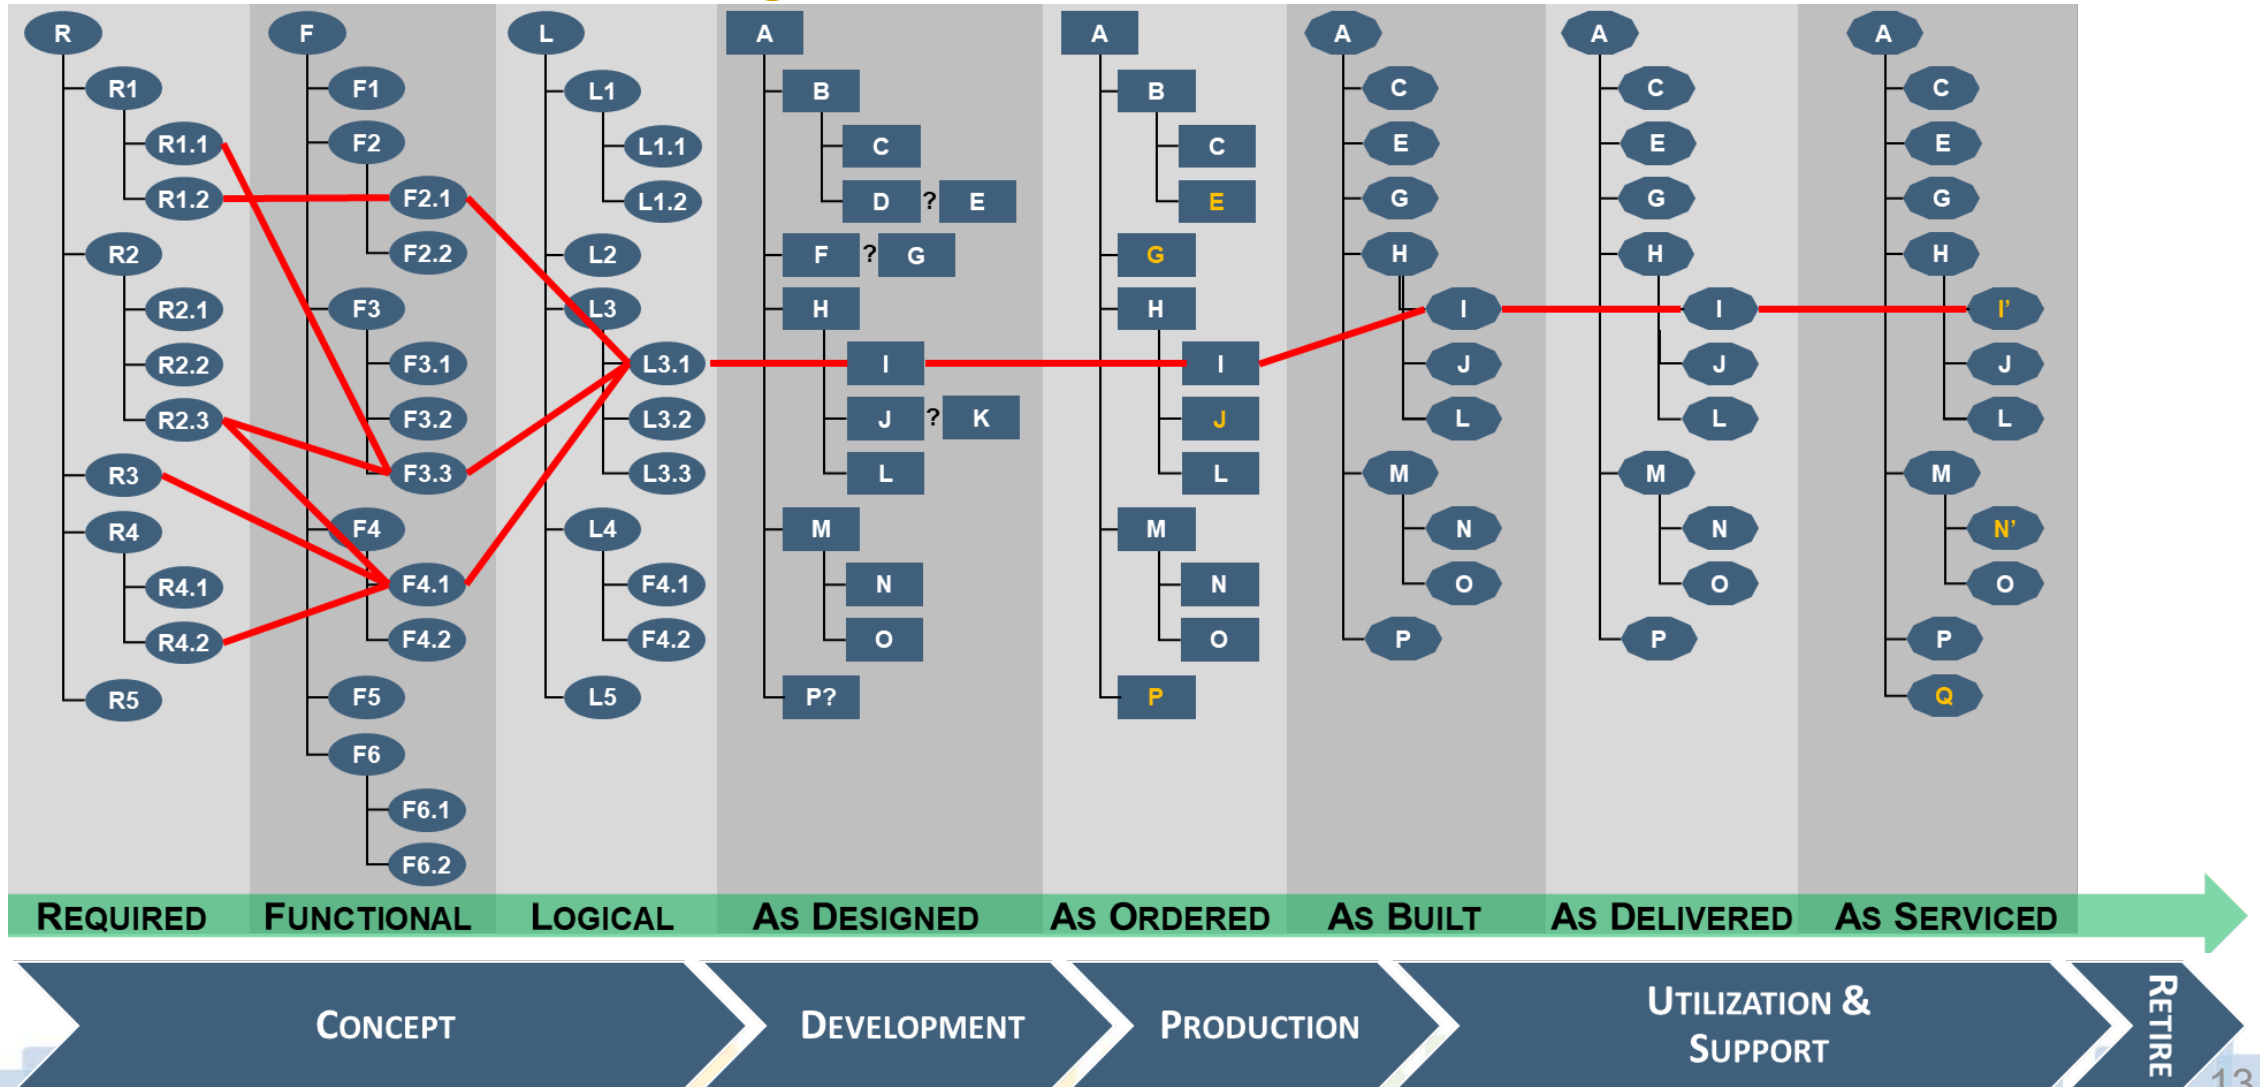 R
R1
R1.1
R1.2
R2
R2.1
R2.2
R2.3
R3
R4
R4.1
R4.2
R5
F
F1
F2
F2.1
F2.2
F3
F3.1
F3.2
F3.3
F4
F4.1
F4.2
F5
F6
F6.1
F6.2
L
L1
L1.1
L1.2
L2
L3
L3.1
L3.2
L3.3
L4
F4.1
F4.2
L5
A
B
C
D ? E
F ? G
H
I
J ? K
L
M
N
O
P?
A
B
C
E
G
H
I
J
L
M
N
O
P
A
C
E
G
H
I
J
L
M
N
O
P
A
C
E
G
H
I
J
L
M
N
O
P
A
C
E
G
H
I’
J
L
M
N’
O
P
Q
REQUIRED
FUNCTIONAL
LOGICAL
AS DESIGNED
AS ORDERED
AS BUILT
AS DELIVERED
AS SERVICED
CONCEPT
DEVELOPMENT
PRODUCTION
UTILIZATION &
SUPPORT
RETIRE
13